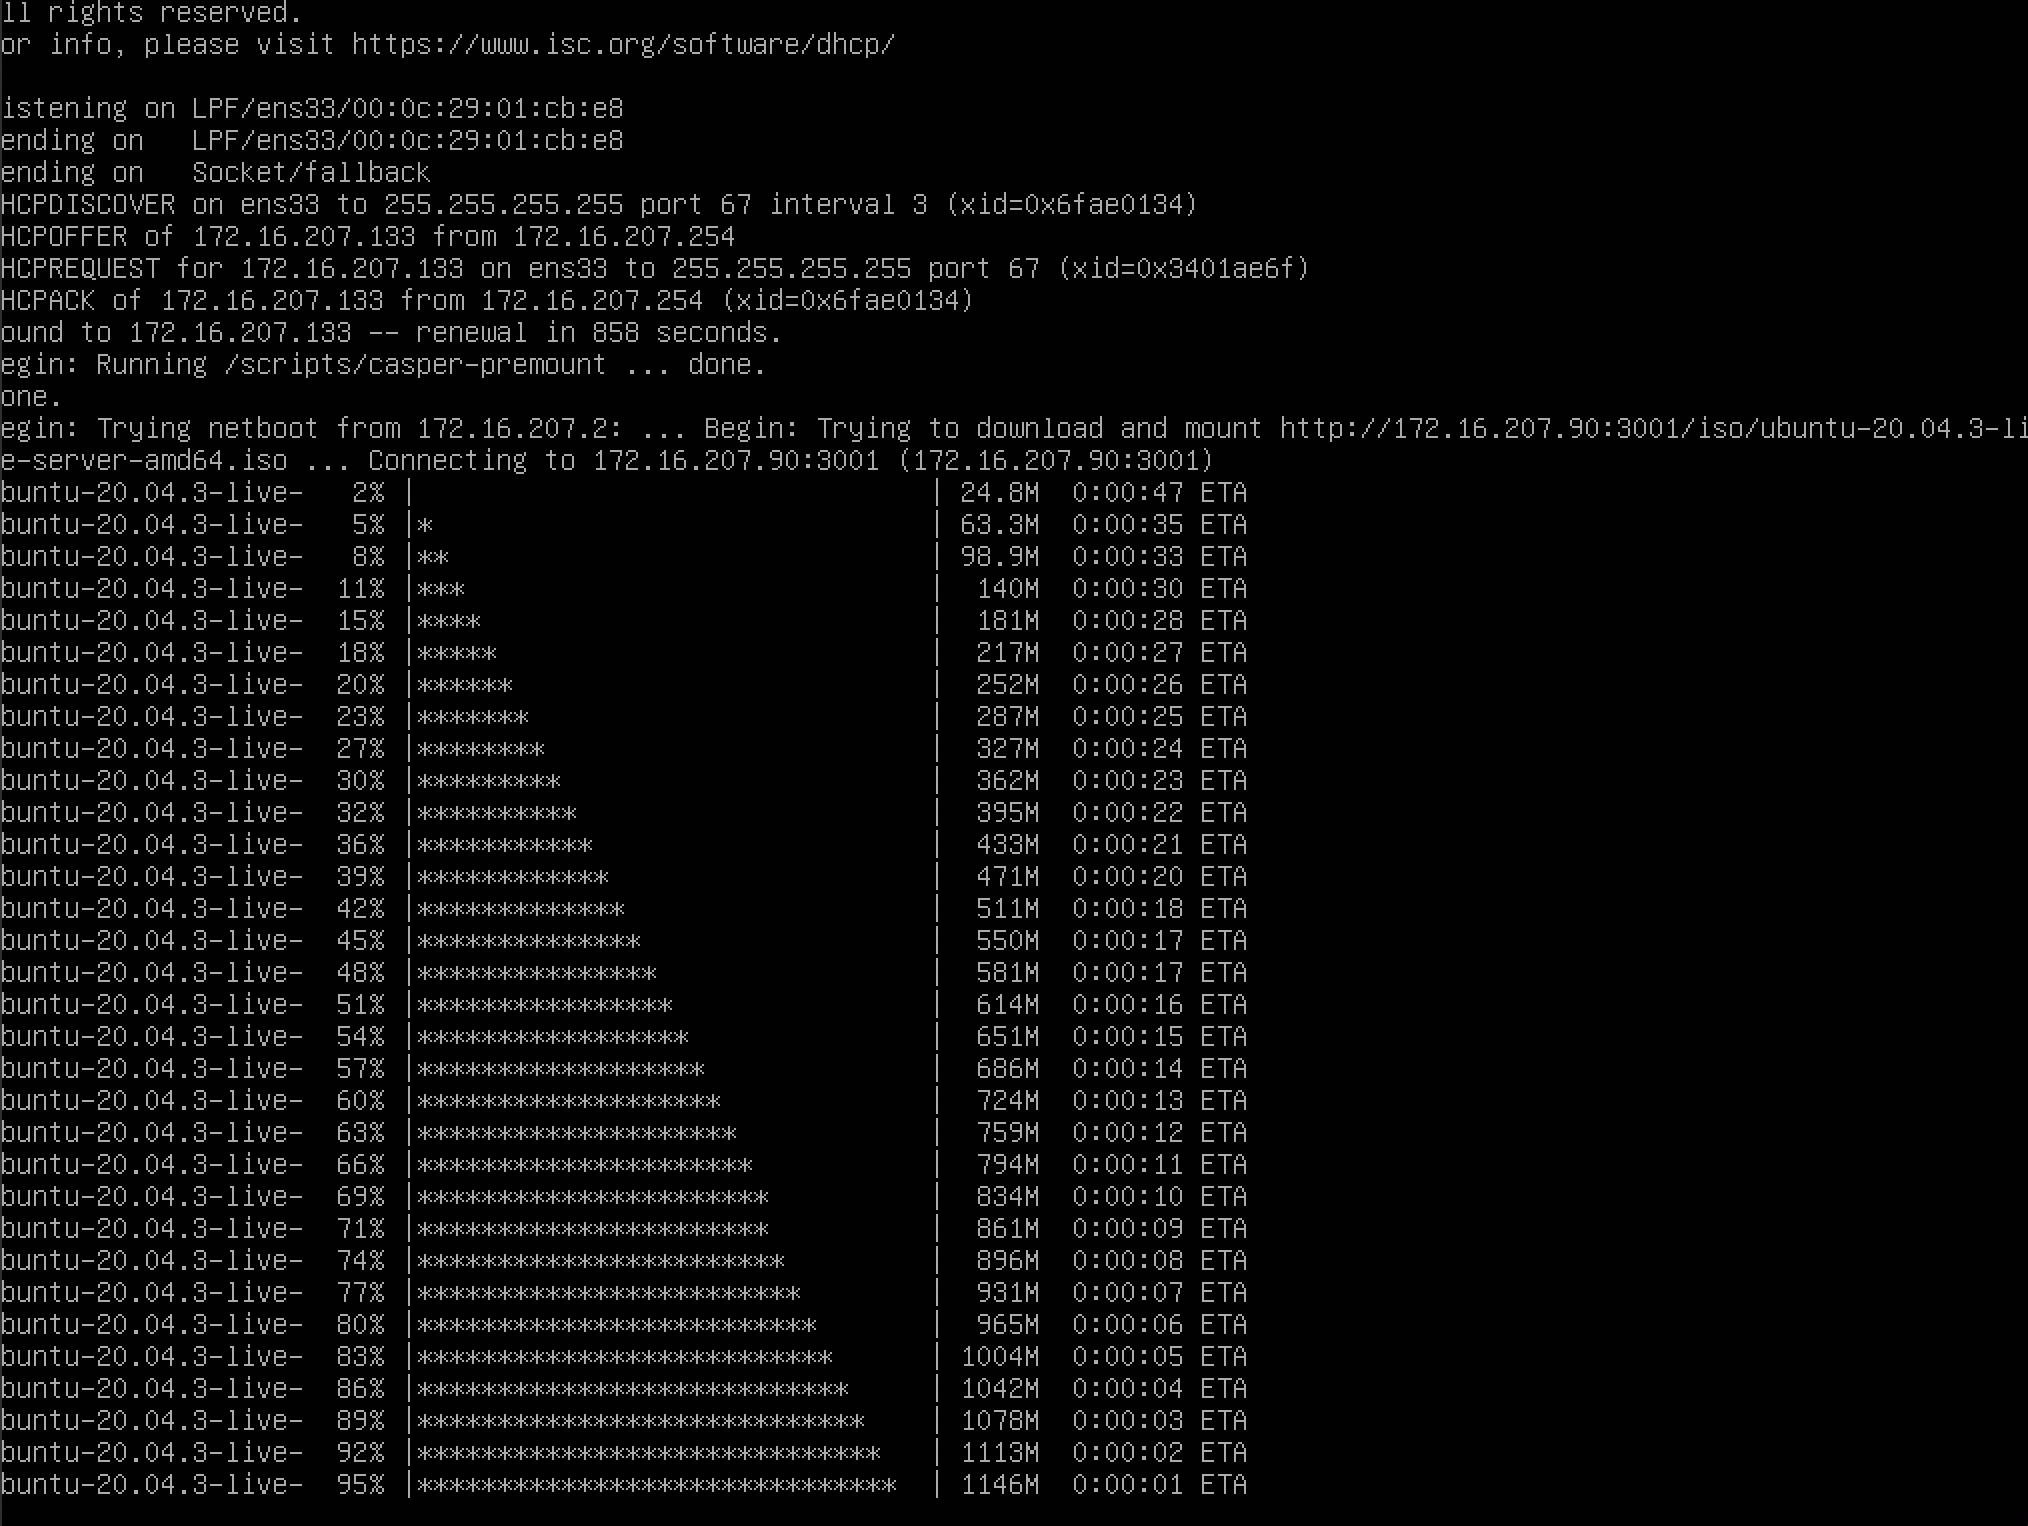 ll rights reserved.
or info, please visit https://www.isc.org/software/dhcp/
istening on LPF/ens33/00:0c:29:01:cb:e8
ending on   LPF/ens33/00:0c:29:01:cb:e8
ending on   Socket/fallback
HCPDISCOVER on ens33 to 255.255.255.255 port 67 interval 3 (xid=0x6fae0134)
HCPOFFER of 172.16.207.133 from 172.16.207.254
HCPREQUEST for 172.16.207.133 on ens33 to 255.255.255.255 port 67 (xid=0x3401ae6f)
HCPACK of 172.16.207.133 from 172.16.207.254 (xid=0x6fae0134)
ound to 172.16.207.133 -- renewal in 858 seconds.
egin: Running /scripts/casper-premount ... done.
one.
egin: Trying netboot from 172.16.207.2: ... Begin: Trying to download and mount http://172.16.207.90:3001/iso/ubuntu-20.04.3-li
e-server-amd64.iso ... Connecting to 172.16.207.90:3001 (172.16.207.90:3001)
buntu-20.04.3-live-   2% |                                | 24.8M  0:00:47 ETA
buntu-20.04.3-live-   5% |*                               | 63.3M  0:00:35 ETA
buntu-20.04.3-live-   8% |**                              | 98.9M  0:00:33 ETA
buntu-20.04.3-live-  11% |***                             |  140M  0:00:30 ETA
buntu-20.04.3-live-  15% |****                            |  181M  0:00:28 ETA
buntu-20.04.3-live-  18% |*****                           |  217M  0:00:27 ETA
buntu-20.04.3-live-  20% |******                          |  252M  0:00:26 ETA
buntu-20.04.3-live-  23% |*******                         |  287M  0:00:25 ETA
buntu-20.04.3-live-  27% |********                        |  327M  0:00:24 ETA
buntu-20.04.3-live-  30% |*********                       |  362M  0:00:23 ETA
buntu-20.04.3-live-  32% |**********                      |  395M  0:00:22 ETA
buntu-20.04.3-live-  36% |***********                     |  433M  0:00:21 ETA
buntu-20.04.3-live-  39% |************                    |  471M  0:00:20 ETA
buntu-20.04.3-live-  42% |*************                   |  511M  0:00:18 ETA
buntu-20.04.3-live-  45% |**************                  |  550M  0:00:17 ETA
buntu-20.04.3-live-  48% |***************                 |  581M  0:00:17 ETA
buntu-20.04.3-live-  51% |****************                |  614M  0:00:16 ETA
buntu-20.04.3-live-  54% |*****************               |  651M  0:00:15 ETA
buntu-20.04.3-live-  57% |******************              |  686M  0:00:14 ETA
buntu-20.04.3-live-  60% |*******************             |  724M  0:00:13 ETA
buntu-20.04.3-live-  63% |********************            |  759M  0:00:12 ETA
buntu-20.04.3-live-  66% |*********************           |  794M  0:00:11 ETA
buntu-20.04.3-live-  69% |**********************          |  834M  0:00:10 ETA
buntu-20.04.3-live-  71% |**********************          |  861M  0:00:09 ETA
buntu-20.04.3-live-  74% |***********************         |  896M  0:00:08 ETA
buntu-20.04.3-live-  77% |************************        |  931M  0:00:07 ETA
buntu-20.04.3-live-  80% |*************************       |  965M  0:00:06 ETA
buntu-20.04.3-live-  83% |**************************      | 1004M  0:00:05 ETA
buntu-20.04.3-live-  86% |***************************     | 1042M  0:00:04 ETA
buntu-20.04.3-live-  89% |****************************    | 1078M  0:00:03 ETA
buntu-20.04.3-live-  92% |*****************************   | 1113M  0:00:02 ETA
buntu-20.04.3-live-  95% |******************************  | 1146M  0:00:01 ETA